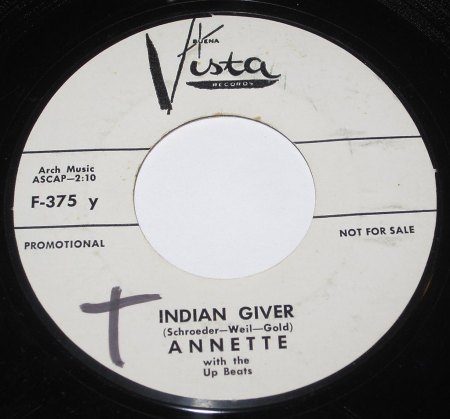 BUENA
Vista
RECORDS
Arch Music
ASCAP—2:10
F-375 y
PROMOTIONAL
NOT FOR SALE
INDIAN GIVER
(Schroeder—Weil—Gold)
ANNETTE
with the
Up Beats